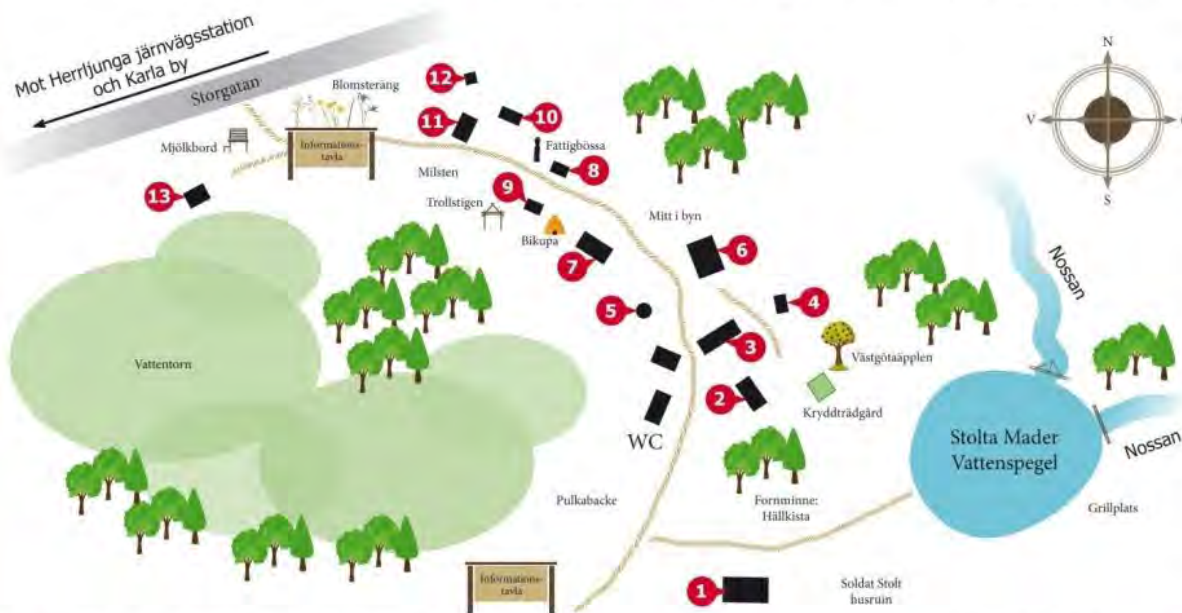 Mot Herrljunga järnvägsstation
och Karla by
Storgatan
Blomsteräng
12
10
11
N
V
S
Mjölkbord
Informations-
tavla
Fattigbössa
Milsten
8
13
9
Trollstigen
Bikupa
Mitt i byn
7
6
Nossan
4
5
3
Västgötaäpplen
Vattentorn
2
Kryddträdgård
WC
Stolta Mader
Vattenspegel
Nossan
Pulkabacke
Fornminne:
Hällkista
Grillplats
Informations-
tavla
1
Soldat Stolt
husruin